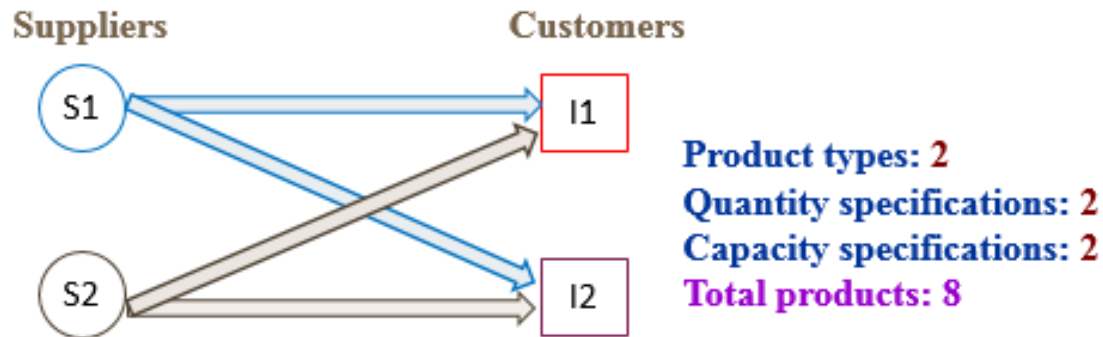 Suppliers
Customers
S1
I1
S2
I2
Product types: 2
Quantity specifications: 2
Capacity specifications: 2
Total products: 8